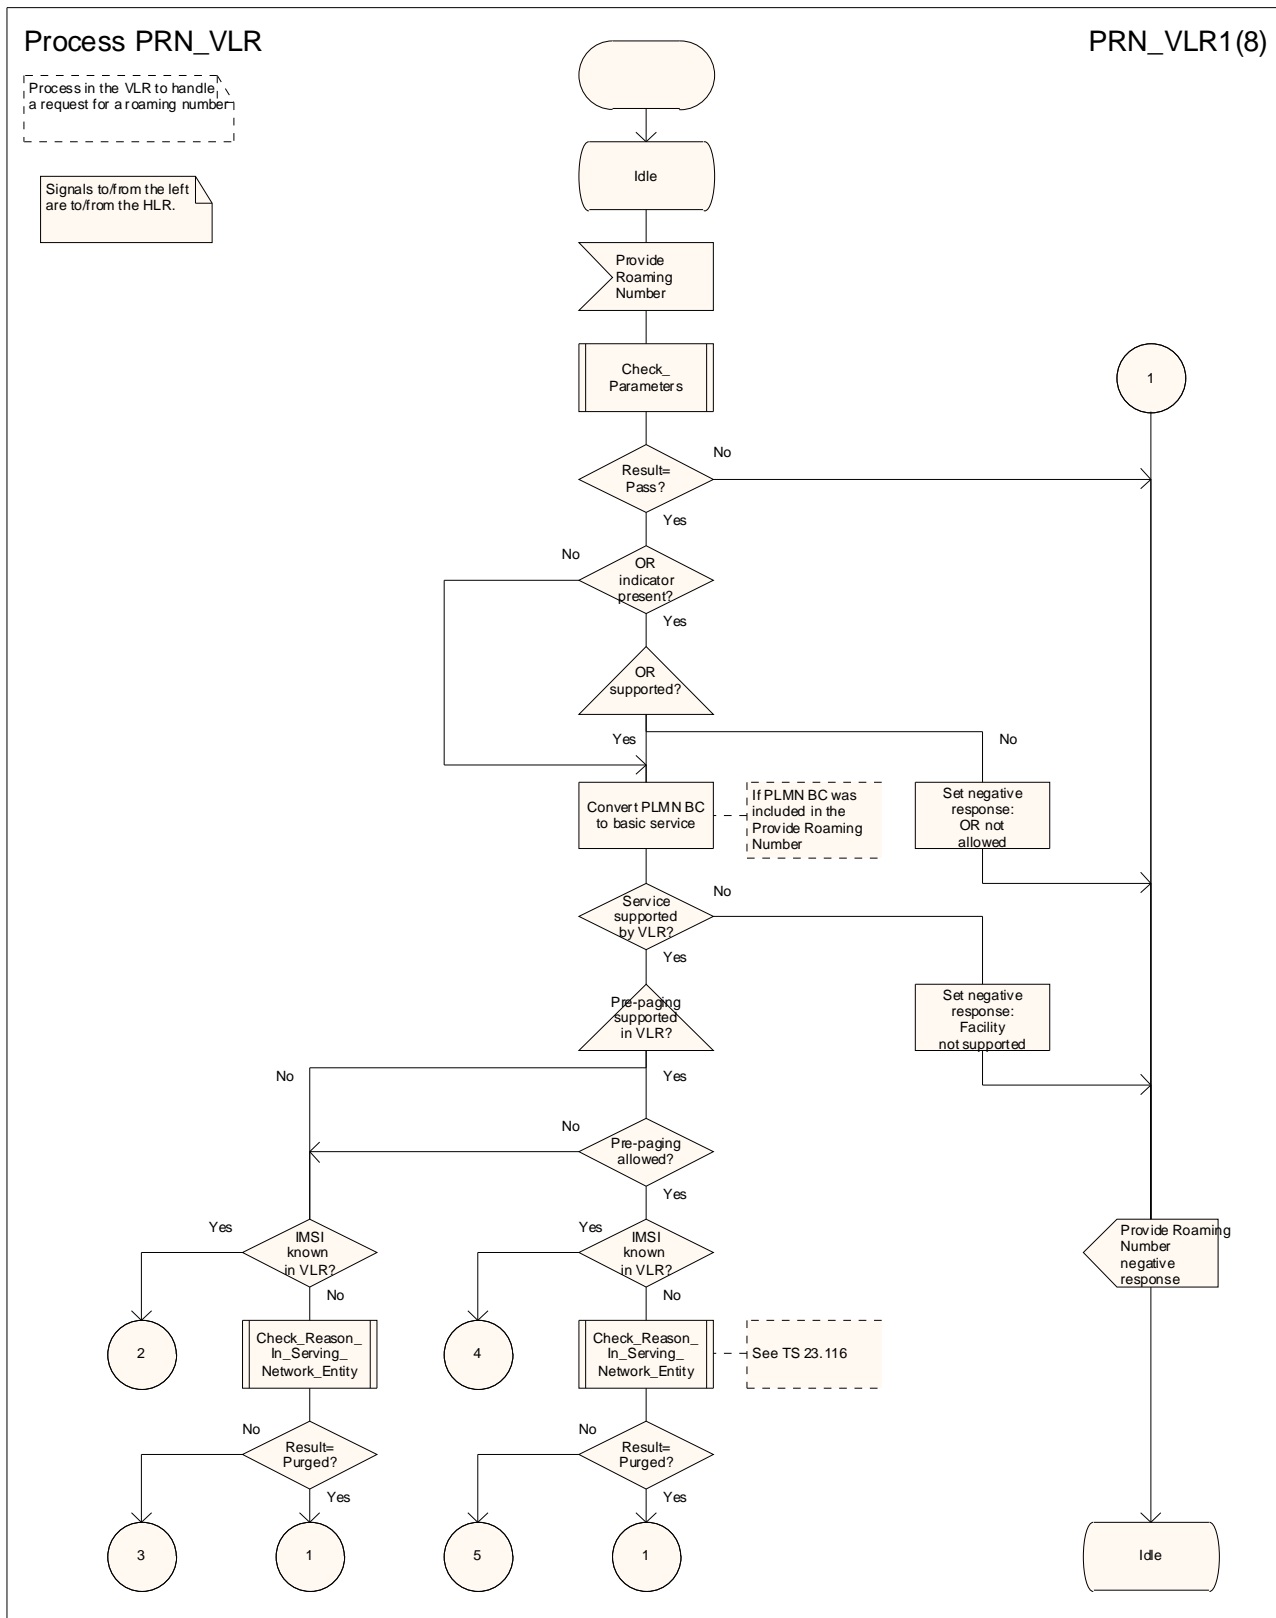 Process PRN_VLR
PRN_VLR1(8)
Process in the VLR to handle
a request for a roaming number
Signals to/from the left
are to/from the HLR.
Idle
Provide
Roaming
Number
Check_
Parameters
1
Result=
Pass?
No
Yes
OR
indicator
present?
No
Yes
OR
supported?
Yes
No
Convert PLMN BC
to basic service
If PLMN BC was
included in the
Provide Roaming
Number
Set negative
response:
OR not
allowed
Service
supported
by VLR?
No
Yes
Pre-paging
supported
in VLR?
Set negative
response:
Facility
not supported
No
Yes
Pre-paging
allowed?
No
Yes
Yes
IMSI
known
in VLR?
No
Yes
IMSI
known
in VLR?
No
Provide Roaming
Number
negative
response
2
Check_Reason_
In_Serving_
Network_Entity
4
Check_Reason_
In_Serving_
Network_Entity
See TS 23.116
No
Result=
Purged?
Yes
No
Result=
Purged?
Yes
3
1
5
1
Idle